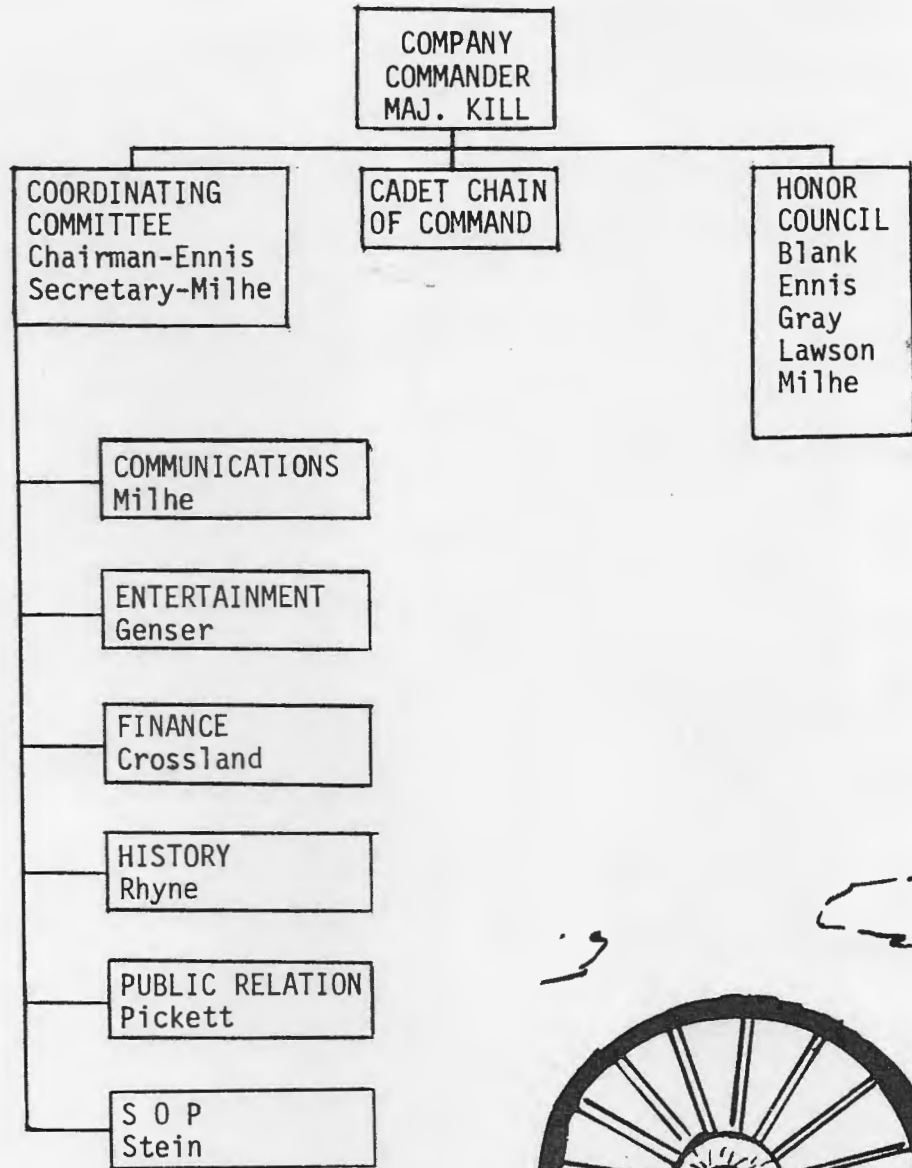 COMPANY
COMMANDER
MAJ. KILL
COORDINATING
COMMITTEE
Chairman-Ennis
Secretary-Milhe
CADET CHAIN
OF COMMAND
HONOR
COUNCIL
Blank
Ennis
Gray
Lawson
Milhe
COMMUNICATIONS
Milhe
ENTERTAINMENT
Genser
FINANCE
Crossland
HISTORY
Rhyne
PUBLIC RELATION
Pickett
S O P
Stein